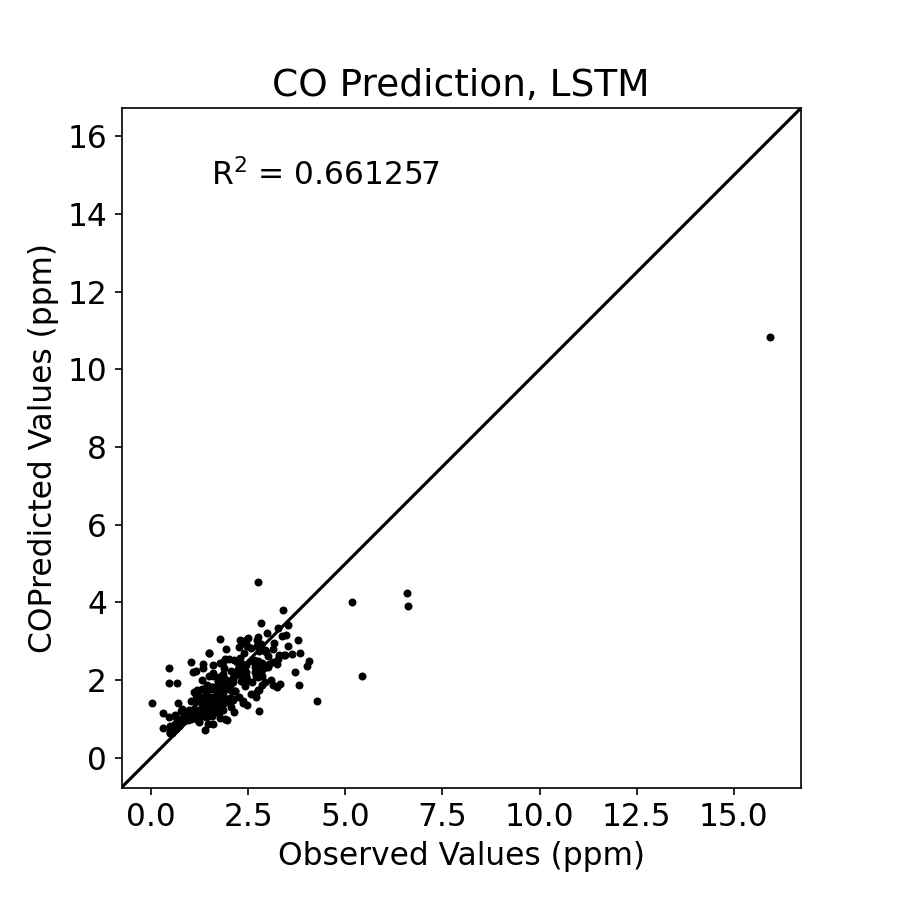 CO Prediction, LSTM
R² = 0.661257
COPredicted Values (ppm)
16
14
12
10
8
6
4
2
0
0.0 2.5 5.0 7.5 10.0 12.5 15.0
Observed Values (ppm)